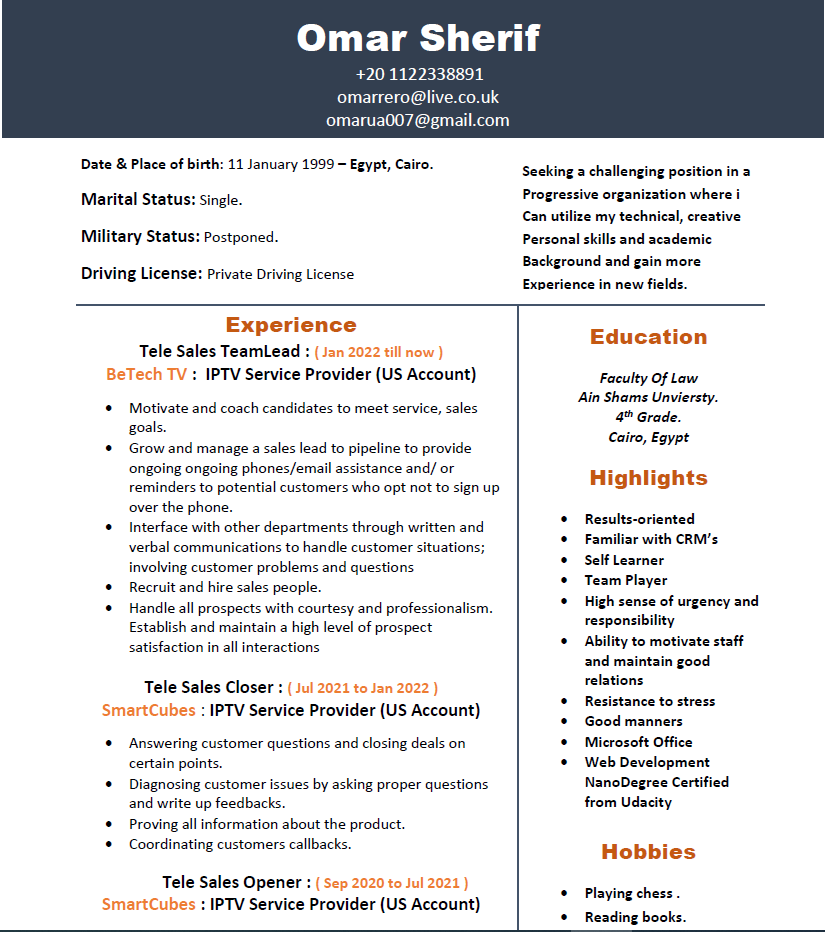 Omar Sherif
+20 1122338891
omarrero@live.co.uk
omarua007@gmail.com
Date & Place of birth: 11 January 1999 – Egypt, Cairo.
Marital Status: Single.
Military Status: Postponed.
Driving License: Private Driving License
Seeking a challenging position in a
Progressive organization where i
Can utilize my technical, creative
Personal skills and academic
Background and gain more
Experience in new fields.
Experience
Tele Sales TeamLead : ( Jan 2022 till now )
BeTech TV : IPTV Service Provider (US Account)
• Motivate and coach candidates to meet service, sales
goals.
• Grow and manage a sales lead to pipeline to provide
ongoing ongoing phones/email assistance and/ or
reminders to potential customers who opt not to sign up
over the phone.
• Interface with other departments through written and
verbal communications to handle customer situations;
involving customer problems and questions
• Recruit and hire sales people.
• Handle all prospects with courtesy and professionalism.
Establish and maintain a high level of prospect
satisfaction in all interactions
Tele Sales Closer : ( Jul 2021 to Jan 2022 )
SmartCubes : IPTV Service Provider (US Account)
• Answering customer questions and closing deals on
certain points.
• Diagnosing customer issues by asking proper questions
and write up feedbacks.
• Proving all information about the product.
• Coordinating customers callbacks.
Tele Sales Opener : ( Sep 2020 to Jul 2021 )
SmartCubes : IPTV Service Provider (US Account)
Education
Faculty Of Law
Ain Shams Unviersty.
4th Grade.
Cairo, Egypt
Highlights
• Results-oriented
• Familiar with CRM’s
• Self Learner
• Team Player
• High sense of urgency and
responsibility
• Ability to motivate staff
and maintain good
relations
• Resistance to stress
• Good manners
• Microsoft Office
• Web Development
NanoDegree Certified
from Udacity
Hobbies
• Playing chess .
• Reading books.